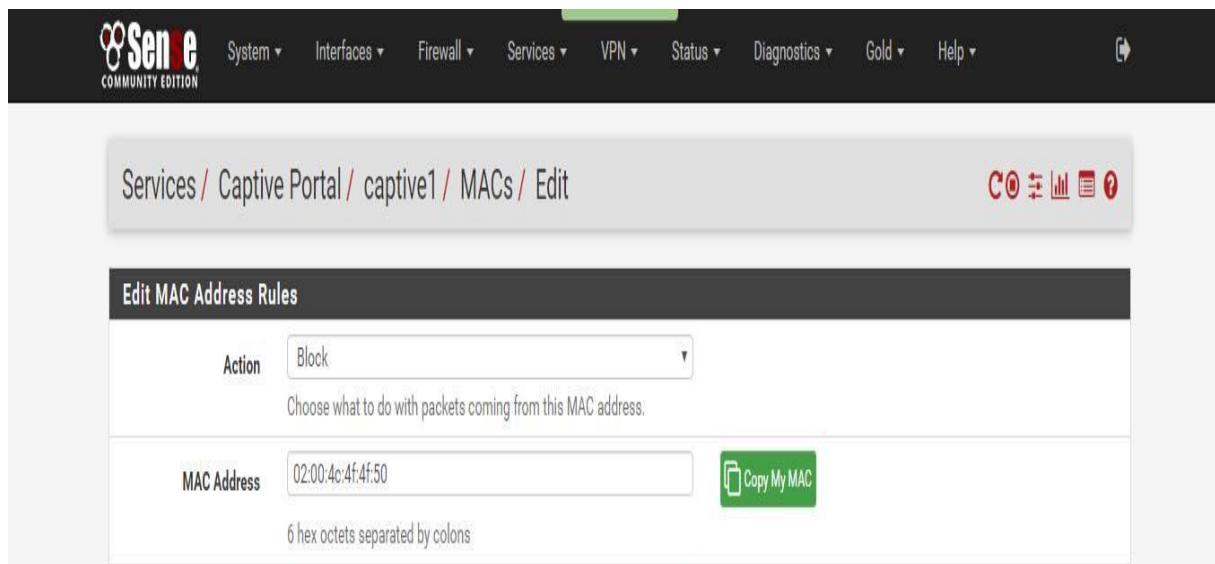 Sense
COMMUNITY EDITION
System Interfaces Firewall Services VPN Status Diagnostics Gold Help
Services / Captive Portal / captive1 / MACs / Edit
Edit MAC Address Rules
Action
Block
Choose what to do with packets coming from this MAC address.
MAC Address
02:00:4c:4f:4f:50
Copy My MAC
6 hex octets separated by colons